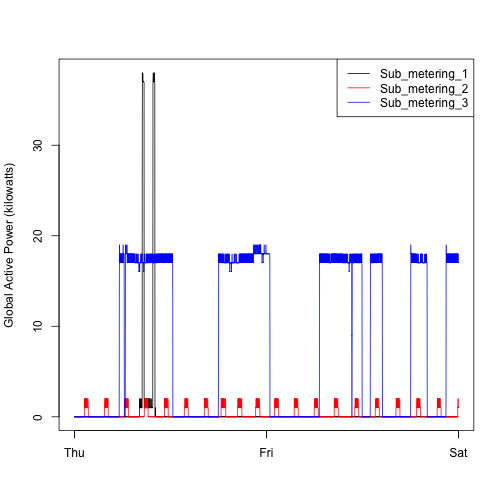 Sub_metering_1
Sub_metering_2
Sub_metering_3
Global Active Power (kilowatts)
30
20
10
0
Thu Fri Sat